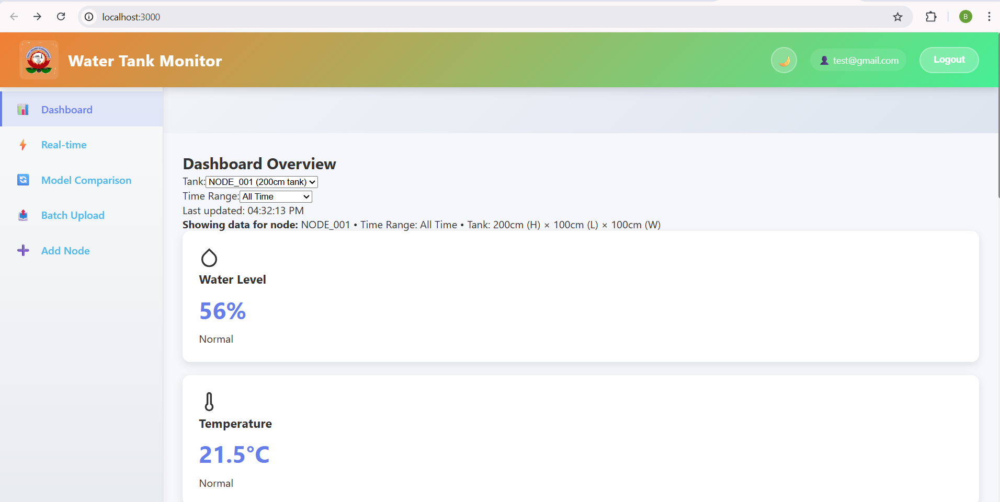 localhost:3000
B
Water Tank Monitor
test@gmail.com
Logout
Dashboard
Real-time
Model Comparison
Batch Upload
Add Node
Dashboard Overview
Tank: NODE_001 (200cm tank)
Time Range: All Time
Last updated: 04:32:13 PM
Showing data for node: NODE_001 • Time Range: All Time • Tank: 200cm (H) × 100cm (L) × 100cm (W)
Water Level
56%
Normal
Temperature
21.5°C
Normal